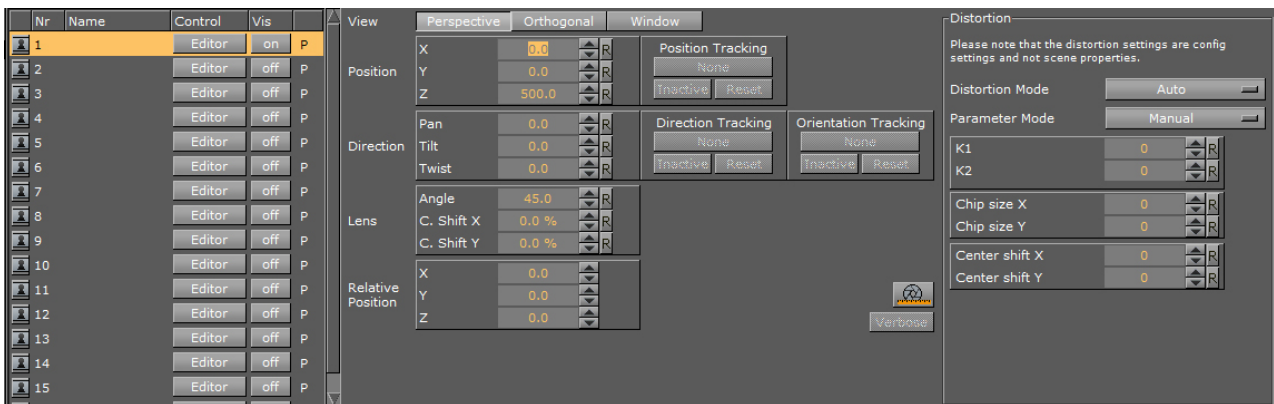 Nr Name Control Vis
1 Editor on P
2 Editor off P
3 Editor off P
4 Editor off P
5 Editor off P
6 Editor off P
7 Editor off P
8 Editor off P
9 Editor off P
10 Editor off P
11 Editor off P
12 Editor off P
13 Editor off P
14 Editor off P
15 Editor off P
View Perspective Orthogonal Window
Position
X 0.0 R
Y 0.0 R
Z 500.0 R
Position Tracking
None
Inactive Reset
Direction
Pan 0.0 R
Tilt 0.0 R
Twist 0.0 R
Direction Tracking
None
Inactive Reset
Orientation Tracking
None
Inactive Reset
Lens
Angle 45.0 R
C. Shift X 0.0 % R
C. Shift Y 0.0 % R
Relative
Position
X 0.0
Y 0.0
Z 0.0
Verbose
Distortion
Please note that the distortion settings are config
settings and not scene properties.
Distortion Mode Auto
Parameter Mode Manual
K1 0 R
K2 0 R
Chip size X 0 R
Chip size Y 0 R
Center shift X 0 R
Center shift Y 0 R